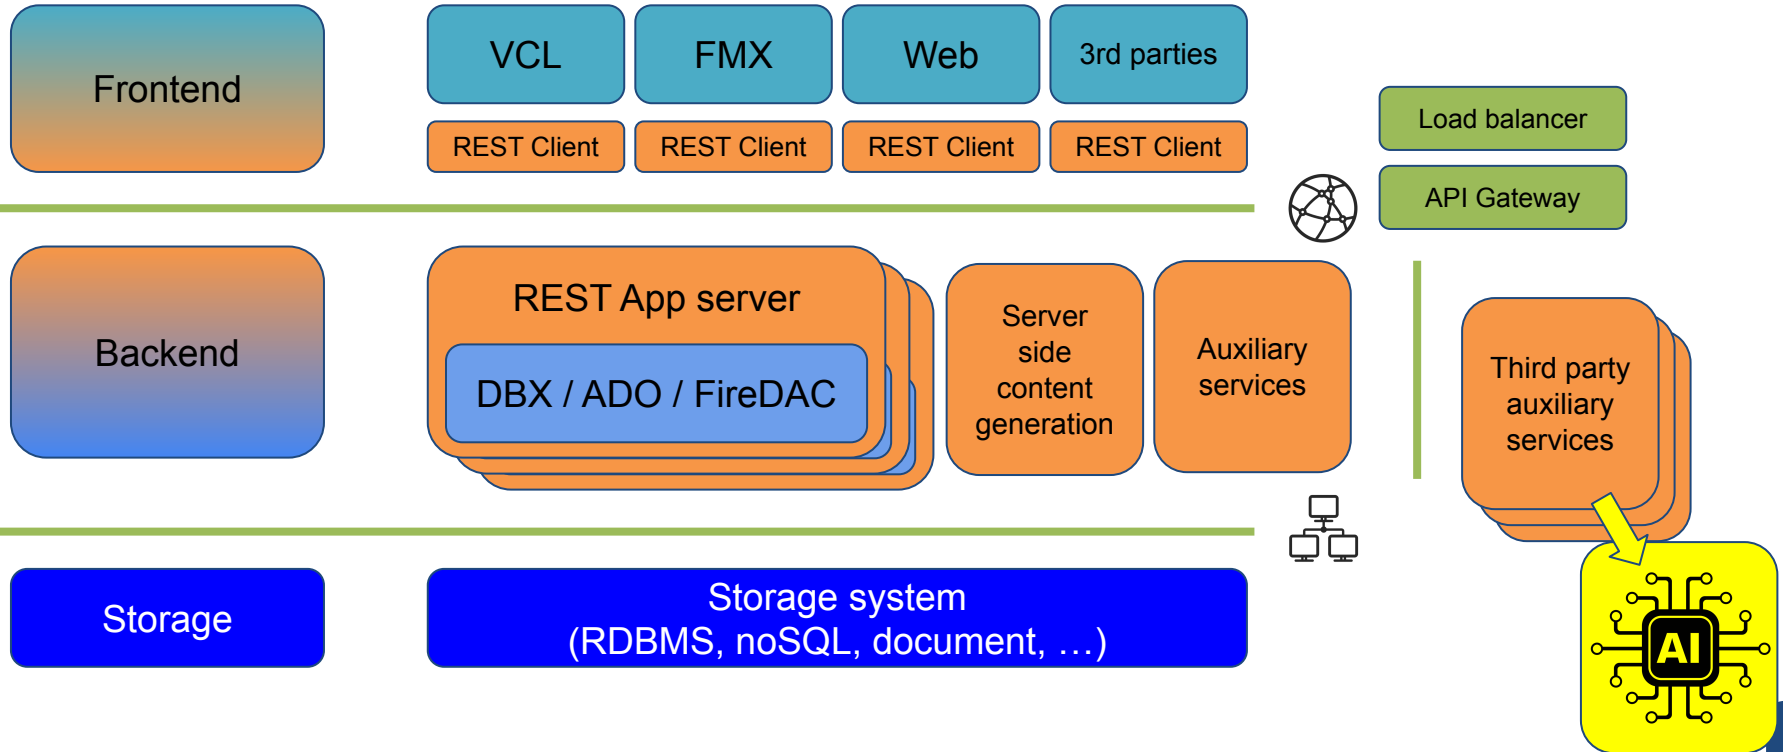 Frontend
VCL
FMX
Web
3rd parties
REST Client
REST Client
REST Client
REST Client
Load balancer
API Gateway
Backend
REST App server
DBX / ADO / FireDAC
Server
side
content
generation
Auxiliary
services
Third party
auxiliary
services
Storage
Storage system
(RDBMS, noSQL, document, …)
AI